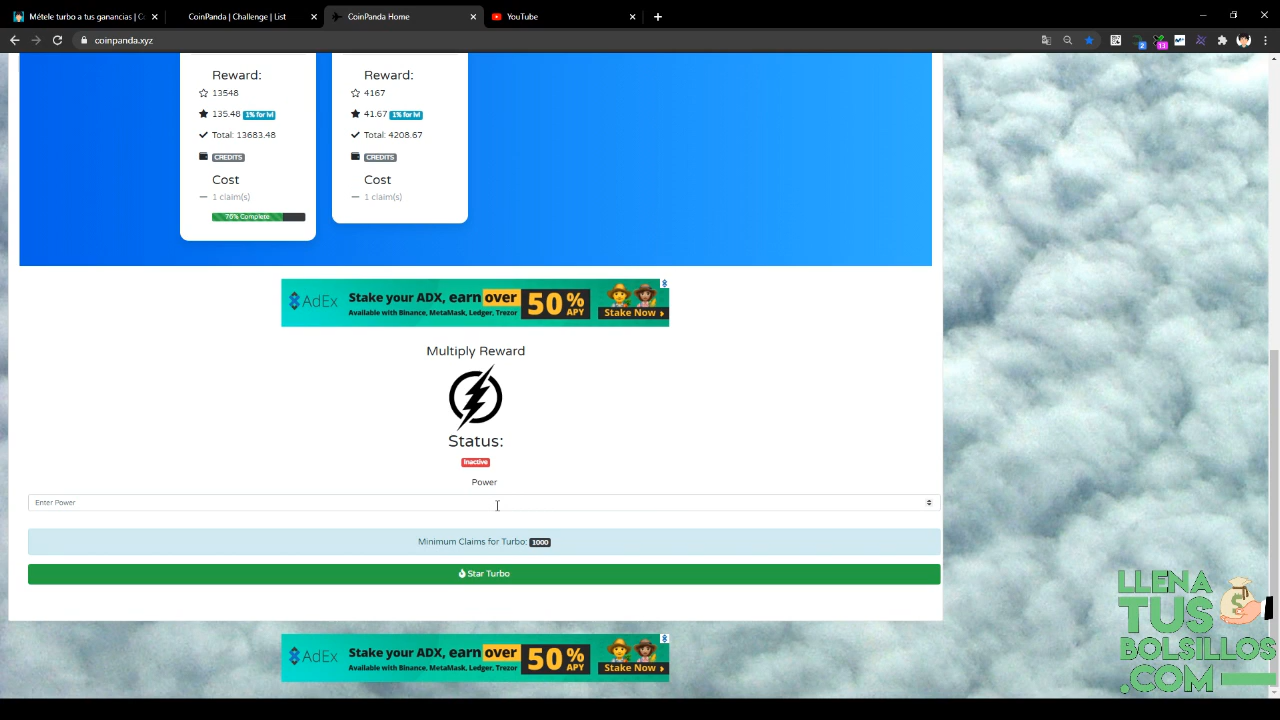 Métele turbo a tus ganancias | C
CoinPanda | Challenge | List
CoinPanda Home
YouTube
coinpanda.xyz
2
13
Reward:
13548
135.48 1% for lvl
Total: 13683.48
CREDITS
Cost
1 claim(s)
76% Complete
Reward:
4167
41.67 1% for lvl
Total: 4208.67
CREDITS
Cost
1 claim(s)
AdEx
Stake your ADX, earn over 50% APY
Available with Binance, MetaMask, Ledger, Trezor
Stake Now
Multiply Reward
Status:
Inactive
Power
Enter Power
Minimum Claims for Turbo: 1000
Star Turbo
AdEx
Stake your ADX, earn over 50% APY
Available with Binance, MetaMask, Ledger, Trezor
Stake Now
LLENA
TUS
BOLSILLOS
.COM